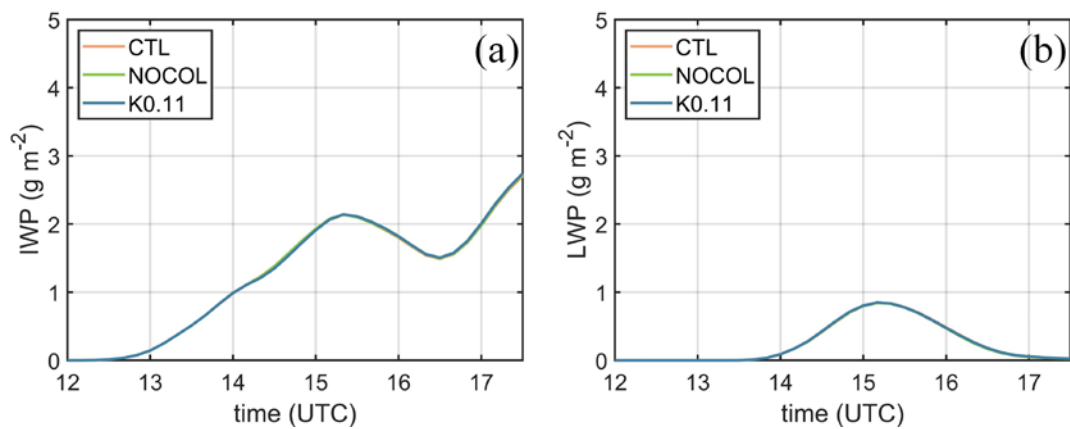 (a)
CTL
NOCOL
K0.11
5
4
3
2
1
0
IWP (g m⁻²)
12 13 14 15 16 17
time (UTC)
(b)
CTL
NOCOL
K0.11
5
4
3
2
1
0
LWP (g m⁻²)
12 13 14 15 16 17
time (UTC)